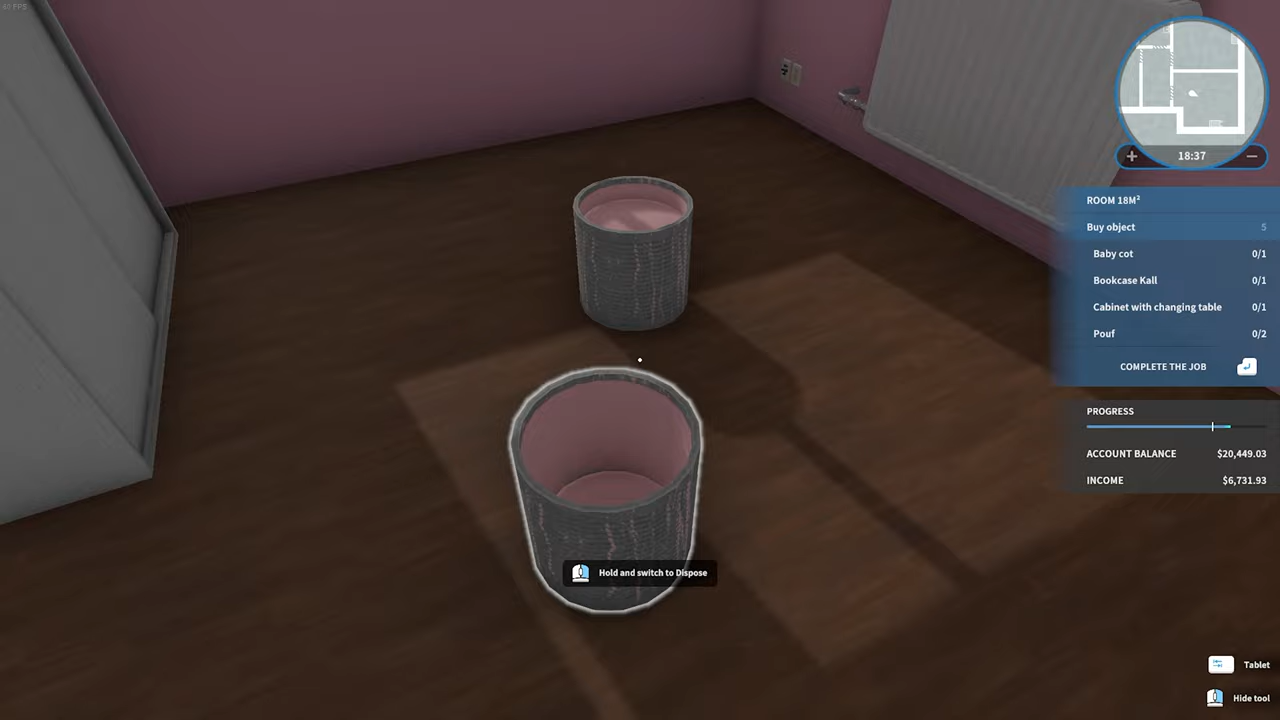 60 FPS
18:37
ROOM 18M²
Buy object 5
Baby cot 0/1
Bookcase Kall 0/1
Cabinet with changing table 0/1
Pouf 0/2
COMPLETE THE JOB
PROGRESS
ACCOUNT BALANCE $20,449.03
INCOME $6,731.93
Hold and switch to Dispose
Tablet
Hide tool